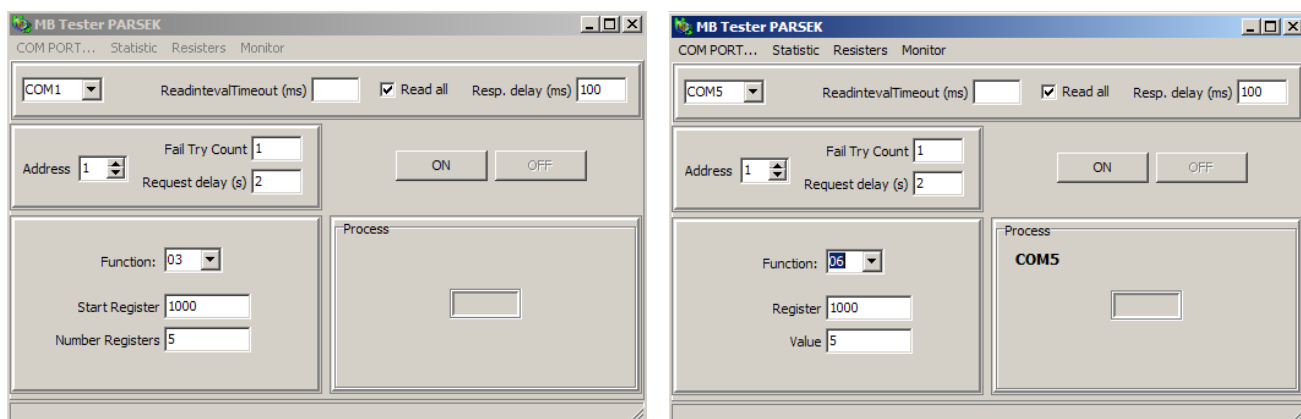 MB Tester PARSEK
COM PORT... Statistic Resisters Monitor
COM1 ReadintevalTimeout (ms) Read all Resp. delay (ms) 100
Fail Try Count 1
Address 1
Request delay (s) 2
ON OFF
Function: 03
Start Register 1000
Number Registers 5
Process
MB Tester PARSEK
COM PORT... Statistic Resisters Monitor
COM5 ReadintevalTimeout (ms) Read all Resp. delay (ms) 100
Fail Try Count 1
Address 1
Request delay (s) 2
ON OFF
Function: 06
Register 1000
Value 5
Process
COM5